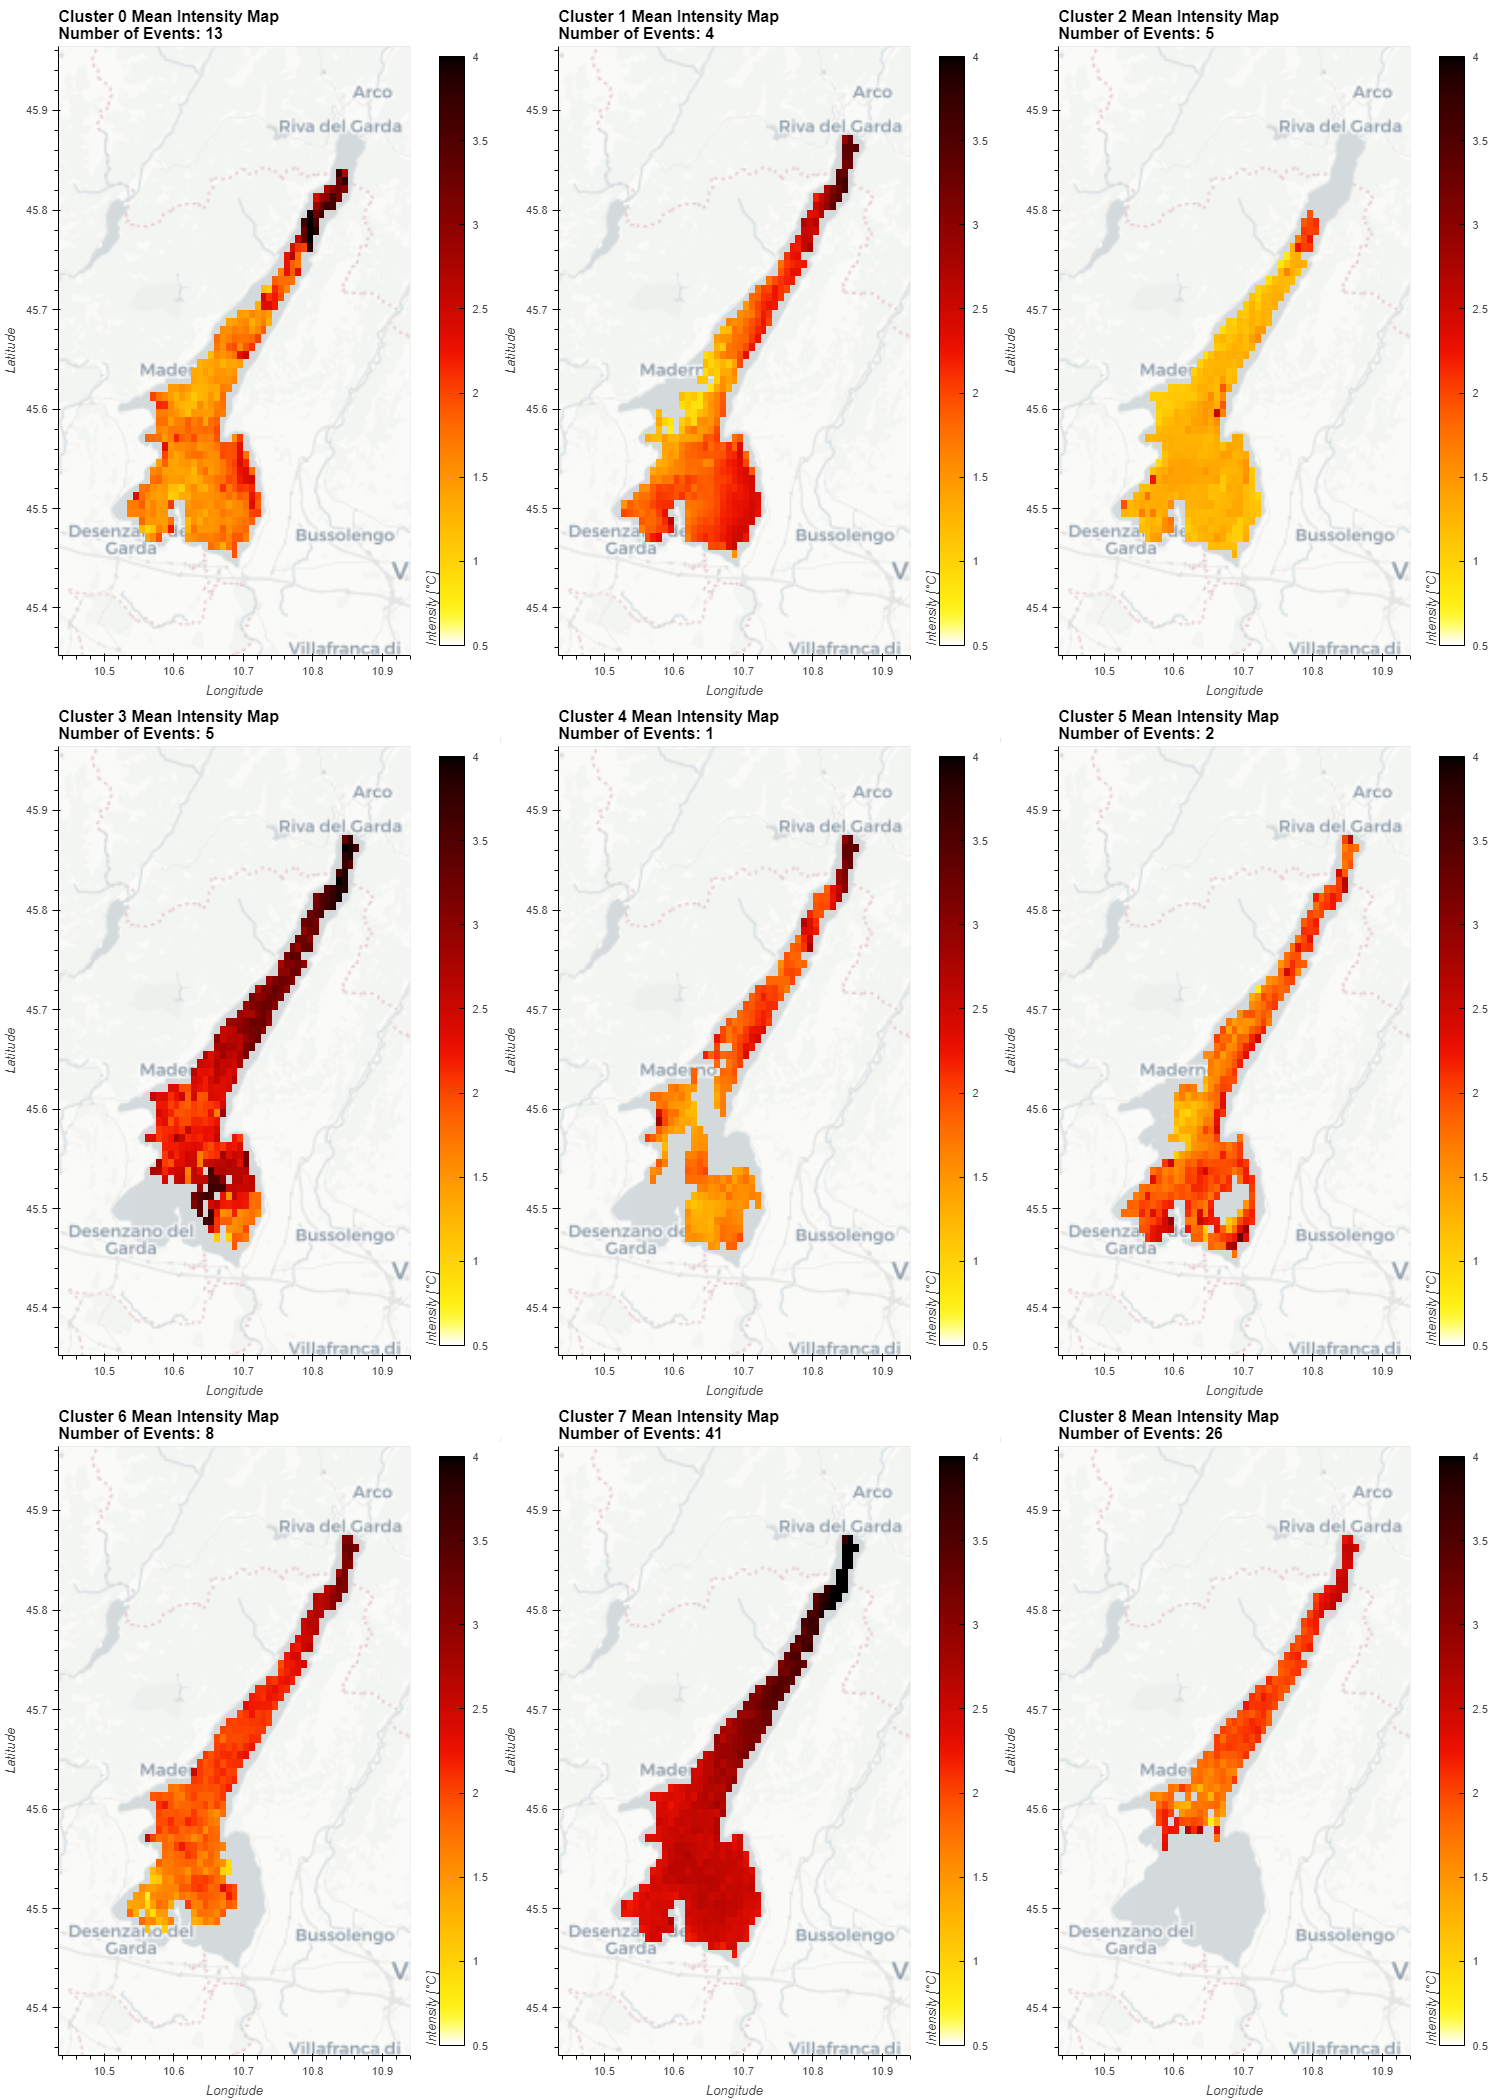 Cluster 0 Mean Intensity Map
Number of Events: 13
45.9
45.8
45.7
45.6
45.5
45.4
Latitude
10.5 10.6 10.7 10.8 10.9
Longitude
Arco
Riva del Garda
Mader
Desenza de
Garda
Bussolengo
V
Villafranca di
4
3.5
3
2.5
2
1.5
1
0.5
Intensity [°C]
Cluster 1 Mean Intensity Map
Number of Events: 4
45.9
45.8
45.7
45.6
45.5
45.4
Latitude
10.5 10.6 10.7 10.8 10.9
Longitude
Arco
Riva del Garda
Madern
Desenza de
Garda
Bussolengo
V
Villafranca di
4
3.5
3
2.5
2
1.5
1
0.5
Intensity [°C]
Cluster 2 Mean Intensity Map
Number of Events: 5
45.9
45.8
45.7
45.6
45.5
45.4
Latitude
10.5 10.6 10.7 10.8 10.9
Longitude
Arco
Riva del Garda
Mader
Desenza de
Garda
Bussolengo
V
Villafranca di
4
3.5
3
2.5
2
1.5
1
0.5
Intensity [°C]
Cluster 3 Mean Intensity Map
Number of Events: 5
45.9
45.8
45.7
45.6
45.5
45.4
Latitude
10.5 10.6 10.7 10.8 10.9
Longitude
Arco
Riva del Garda
Made
Desenzano del
Garda
Bussolengo
V
Villafranca di
4
3.5
3
2.5
2
1.5
1
0.5
Intensity [°C]
Cluster 4 Mean Intensity Map
Number of Events: 1
45.9
45.8
45.7
45.6
45.5
45.4
Latitude
10.5 10.6 10.7 10.8 10.9
Longitude
Arco
Riva del Garda
Maderno
Desenzano de
Garda
Bussolengo
V
Villafranca di
4
3.5
3
2.5
2
1.5
1
0.5
Intensity [°C]
Cluster 5 Mean Intensity Map
Number of Events: 2
45.9
45.8
45.7
45.6
45.5
45.4
Latitude
10.5 10.6 10.7 10.8 10.9
Longitude
Arco
Riva del Garda
Madern
Desenza de
Garda
Bussolengo
V
Villafranca di
4
3.5
3
2.5
2
1.5
1
0.5
Intensity [°C]
Cluster 6 Mean Intensity Map
Number of Events: 8
45.9
45.8
45.7
45.6
45.5
45.4
Latitude
10.5 10.6 10.7 10.8 10.9
Longitude
Arco
Riva del Garda
Made
Desenzano del
Garda
Bussolengo
V
Villafranca di
4
3.5
3
2.5
2
1.5
1
0.5
Intensity [°C]
Cluster 7 Mean Intensity Map
Number of Events: 41
45.9
45.8
45.7
45.6
45.5
45.4
Latitude
10.5 10.6 10.7 10.8 10.9
Longitude
Arco
Riva del Garda
Mader
Desenza de
Garda
Bussolengo
V
Villafranca di
4
3.5
3
2.5
2
1.5
1
0.5
Intensity [°C]
Cluster 8 Mean Intensity Map
Number of Events: 26
45.9
45.8
45.7
45.6
45.5
45.4
Latitude
10.5 10.6 10.7 10.8 10.9
Longitude
Arco
Riva del Garda
Mader
Desenzano del
Garda
Bussolengo
V
Villafranca di
4
3.5
3
2.5
2
1.5
1
0.5
Intensity [°C]